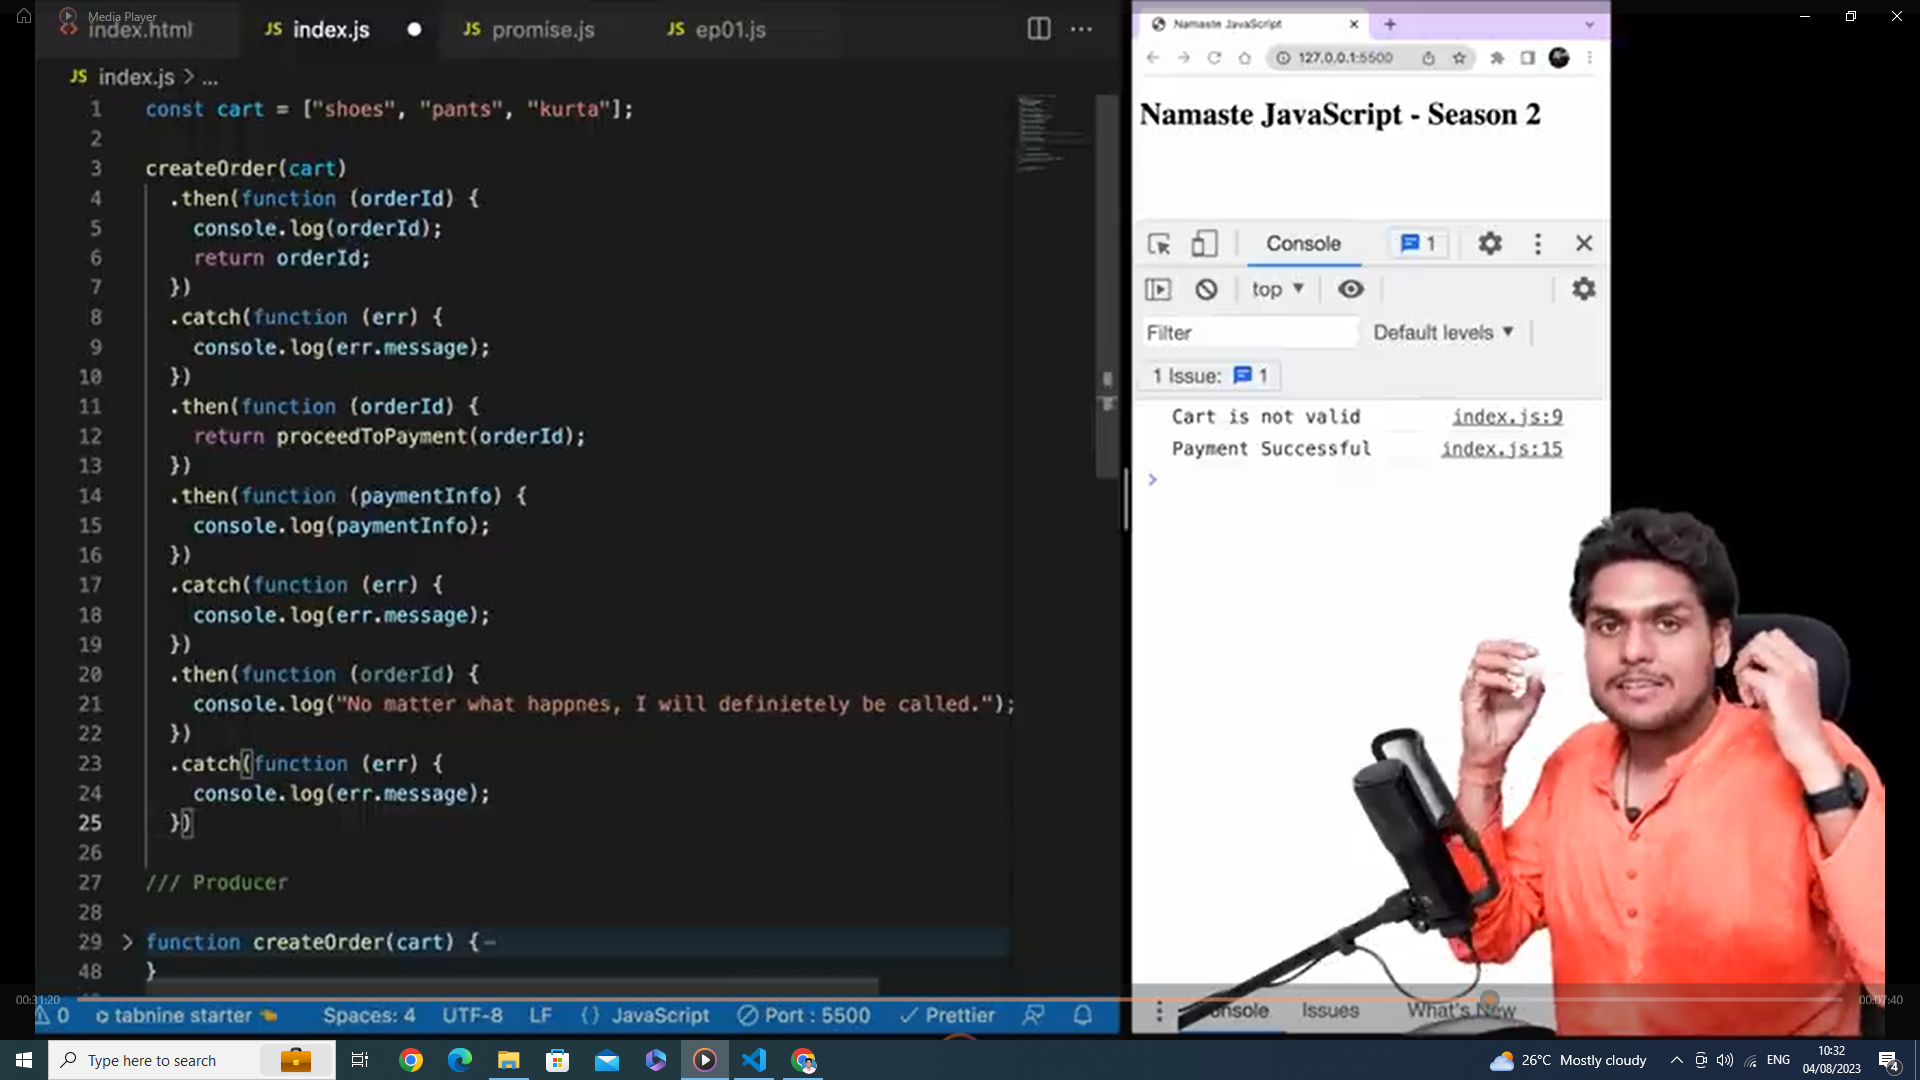 Media Player
index.html
JS index.js
JS promise.js
JS ep01.js
JS index.js > ...
1 const cart = ["shoes", "pants", "kurta"];
2
3 createOrder(cart)
4 .then(function (orderId) {
5 console.log(orderId);
6 return orderId;
7 })
8 .catch(function (err) {
9 console.log(err.message);
10 })
11 .then(function (orderId) {
12 return proceedToPayment(orderId);
13 })
14 .then(function (paymentInfo) {
15 console.log(paymentInfo);
16 })
17 .catch(function (err) {
18 console.log(err.message);
19 })
20 .then(function (orderId) {
21 console.log("No matter what happnes, I will definietely be called.");
22 })
23 .catch(function (err) {
24 console.log(err.message);
25 })
26
27 /// Producer
28
29 function createOrder(cart) {
48 }
0 tabnine starter Spaces: 4 UTF-8 LF {} JavaScript Port : 5500 Prettier
Namaste JavaScript
127.0.0.1:5500
Namaste JavaScript - Season 2
Console 1
top
Filter Default levels
1 Issue: 1
Cart is not valid index.js:9
Payment Successful index.js:15
>
Console Issues What's New
00:31:20
00:07:40
Type here to search
26°C Mostly cloudy
ENG
10:32
04/08/2023
4